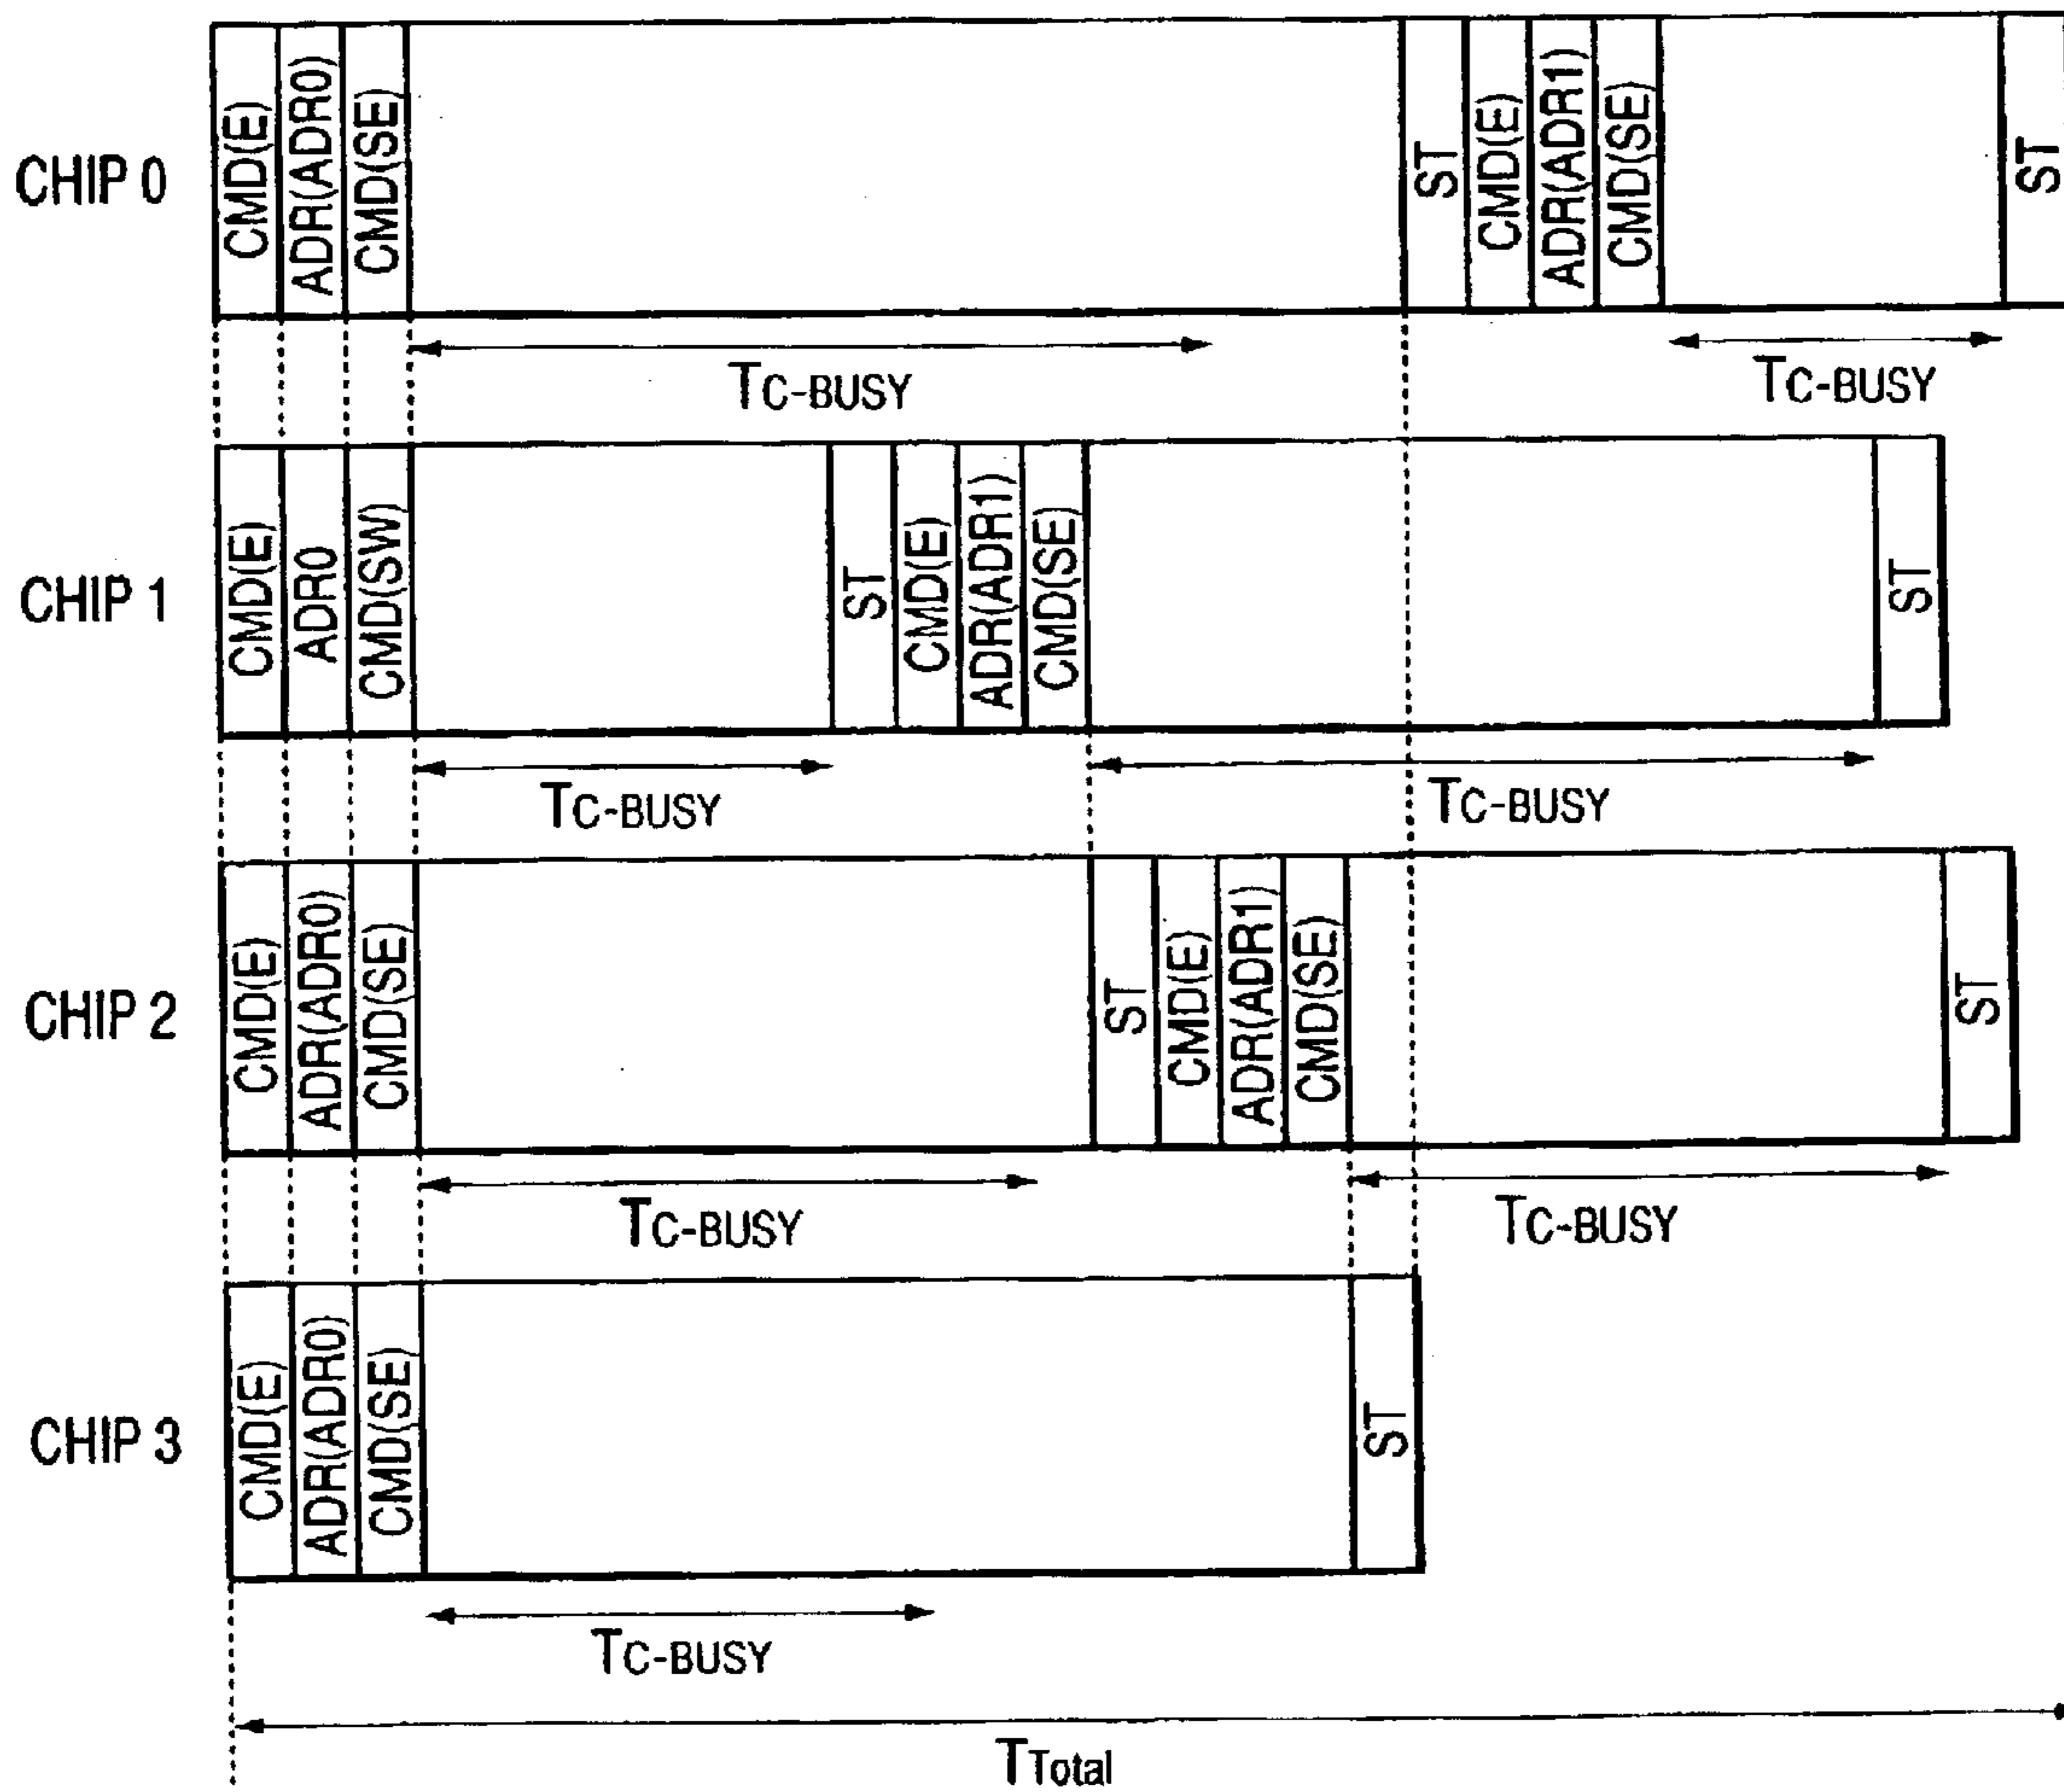 CHIP 0
CMD(E)
ADR(ADR0)
CMD(SE)
ST
CMD(E)
ADR(ADR1)
CMD(SE)
ST
TC-BUSY
TC-BUSY
CHIP 1
CMD(E)
ADR0
CMD(SW)
ST
CMD(E)
ADR(ADR1)
CMD(SE)
ST
TC-BUSY
TC-BUSY
CHIP 2
CMD(E)
ADR(ADR0)
CMD(SE)
ST
CMD(E)
ADR(ADR1)
CMD(SE)
ST
TC-BUSY
TC-BUSY
CHIP 3
CMD(E)
ADR(ADR0)
CMD(SE)
ST
TC-BUSY
TTotal